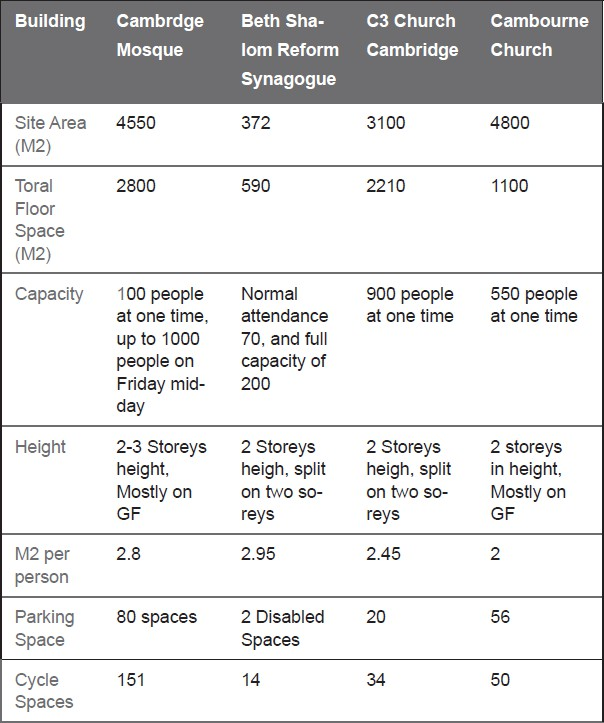 Building Cambrdge Mosque Beth Sha-lom Reform Synagogue C3 Church Cambridge Cambourne Church
Site Area (M2) 4550 372 3100 4800
Toral Floor Space (M2) 2800 590 2210 1100
Capacity 100 people at one time, up to 1000 people on Friday mid-day Normal attendance 70, and full capacity of 200 900 people at one time 550 people at one time
Height 2-3 Storeys height, Mostly on GF 2 Storeys heigh, split on two so-reys 2 Storeys heigh, split on two so-reys 2 storeys in height, Mostly on GF
M2 per person 2.8 2.95 2.45 2
Parking Space 80 spaces 2 Disabled Spaces 20 56
Cycle Spaces 151 14 34 50